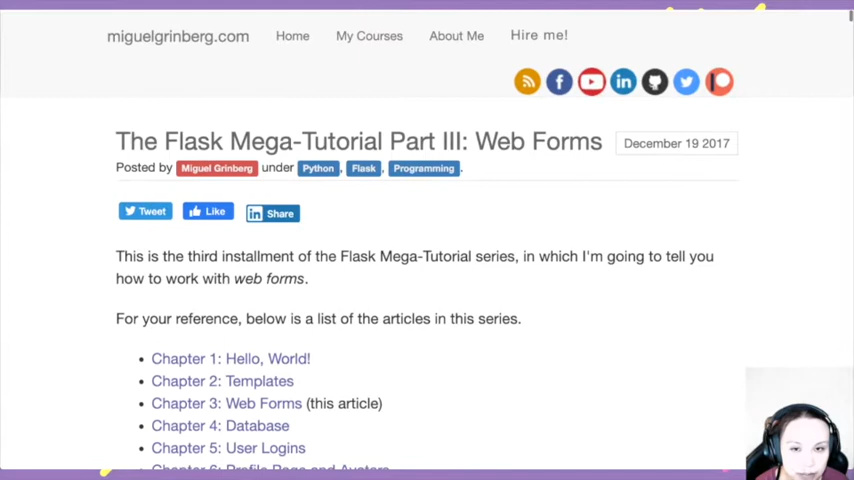 miguelgrinberg.com Home My Courses About Me Hire me!
The Flask Mega-Tutorial Part III: Web Forms December 19 2017
Posted by Miguel Grinberg under Python, Flask, Programming.
Tweet Like Share
This is the third installment of the Flask Mega-Tutorial series, in which I'm going to tell you
how to work with web forms.
For your reference, below is a list of the articles in this series.
• Chapter 1: Hello, World!
• Chapter 2: Templates
• Chapter 3: Web Forms (this article)
• Chapter 4: Database
• Chapter 5: User Logins
• Chapter 6: Profile Page and Avatars